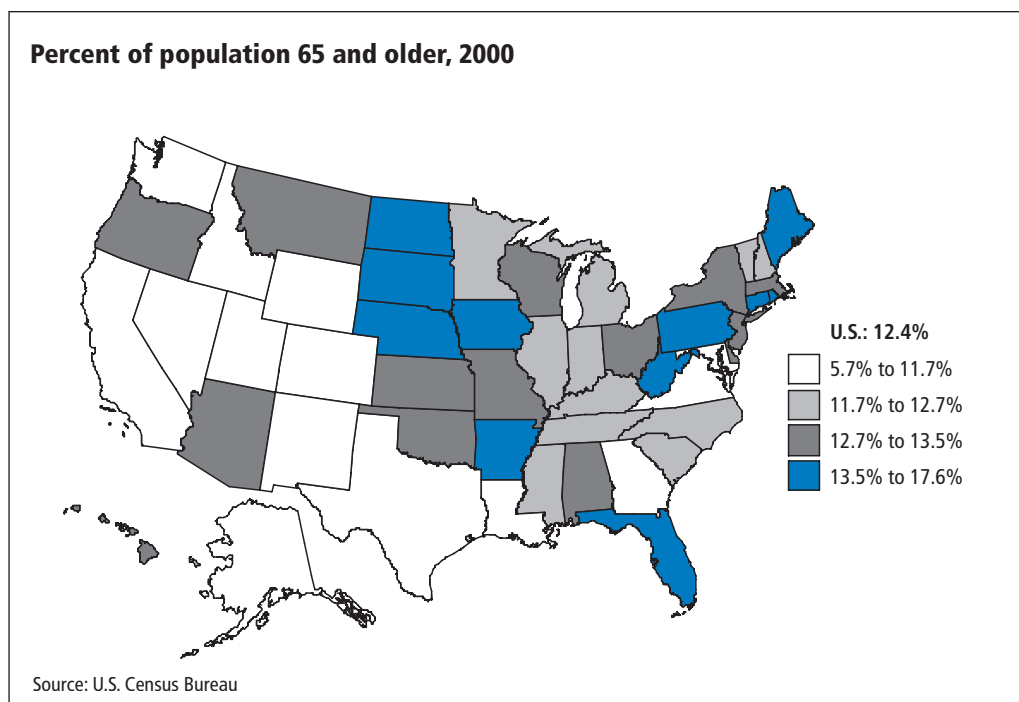 Percent of population 65 and older, 2000
U.S.: 12.4%
5.7% to 11.7%
11.7% to 12.7%
12.7% to 13.5%
13.5% to 17.6%
Source: U.S. Census Bureau